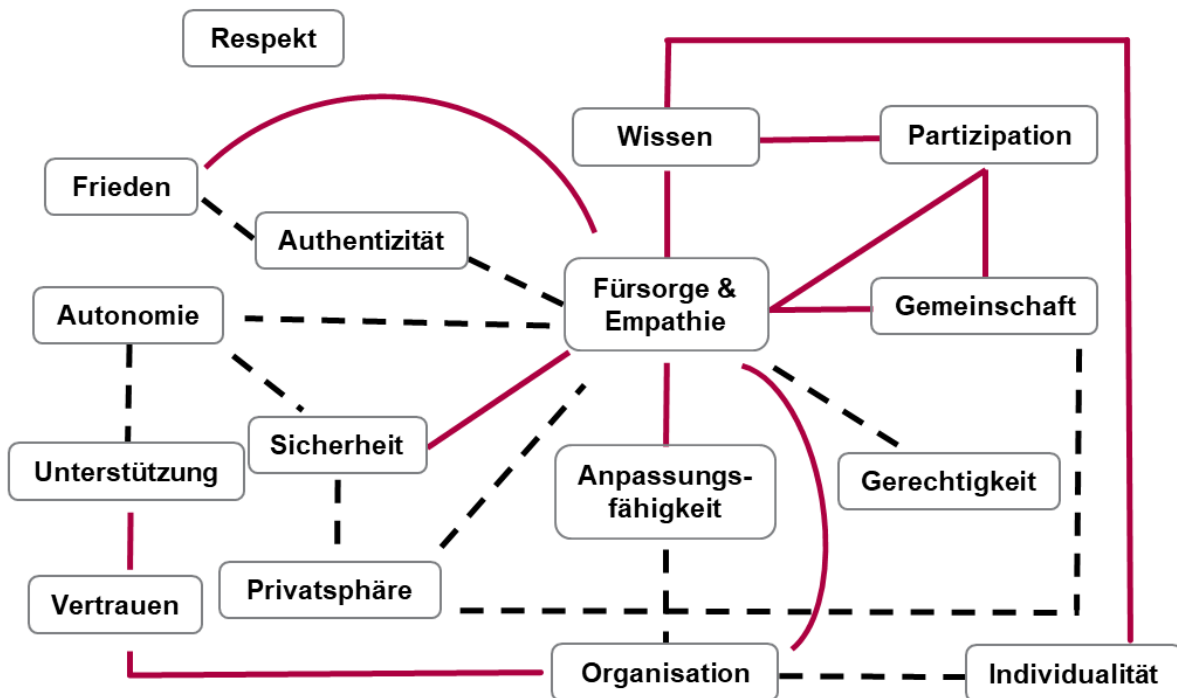 Respekt
Wissen
Partizipation
Frieden
Authentizität
Fürsorge &
Empathie
Gemeinschaft
Autonomie
Sicherheit
Unterstützung
Anpassungs-
fähigkeit
Gerechtigkeit
Privatsphäre
Vertrauen
Organisation
Individualität